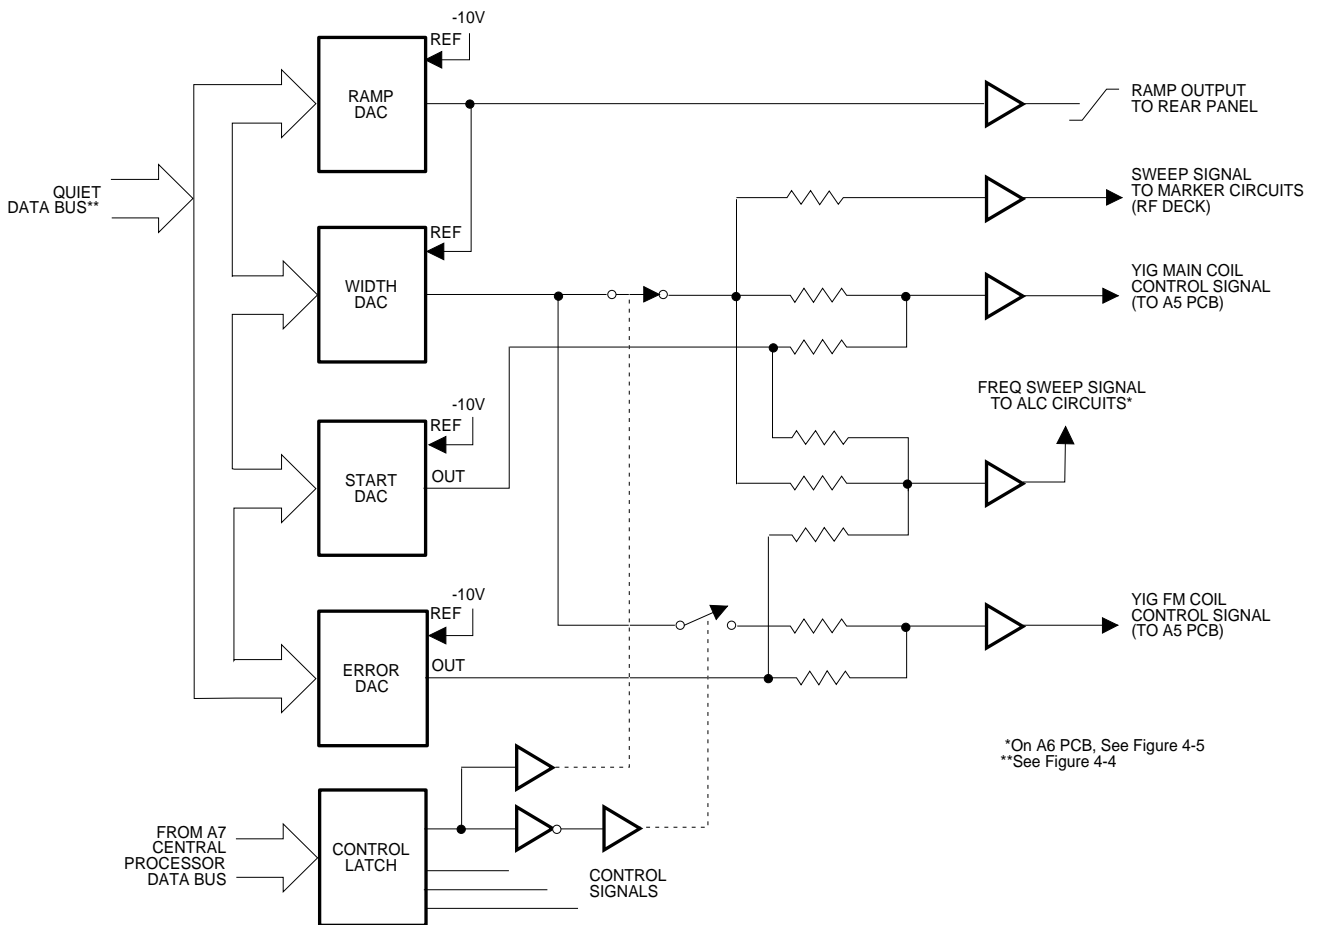 -10V
REF
RAMP
DAC
RAMP OUTPUT
TO REAR PANEL
QUIET
DATA BUS**
SWEEP SIGNAL
TO MARKER CIRCUITS
(RF DECK)
REF
WIDTH
DAC
YIG MAIN COIL
CONTROL SIGNAL
(TO A5 PCB)
FREQ SWEEP SIGNAL
TO ALC CIRCUITS*
-10V
REF
START
DAC
OUT
-10V
REF
ERROR
DAC
OUT
YIG FM COIL
CONTROL SIGNAL
(TO A5 PCB)
*On A6 PCB, See Figure 4-5
**See Figure 4-4
FROM A7
CENTRAL
PROCESSOR
DATA BUS
CONTROL
LATCH
CONTROL
SIGNALS